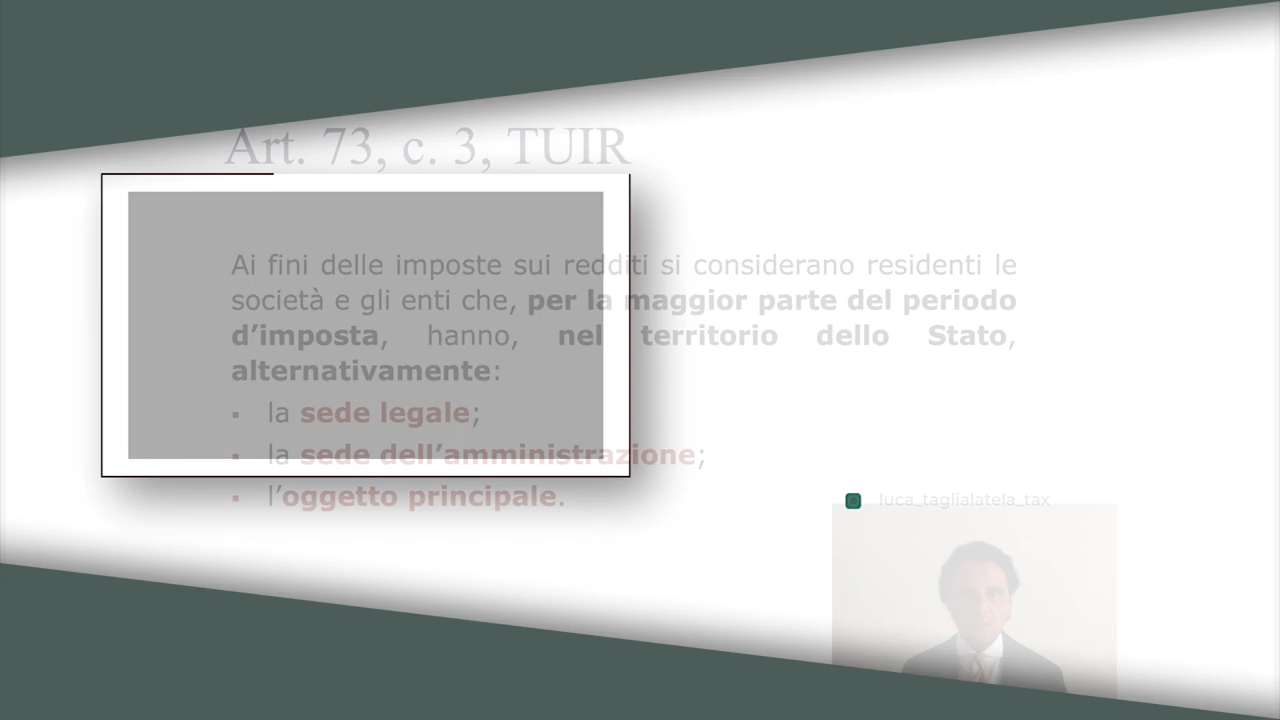 Art. 73, c. 3, TUIR
Ai fini delle imposte sui redditi si considerano residenti le
società e gli enti che, per la maggior parte del periodo
d’imposta, hanno, nel territorio dello Stato,
alternativamente:
▪ la sede legale;
▪ la sede dell’amministrazione;
▪ l’oggetto principale.
luca_taglialatela_tax